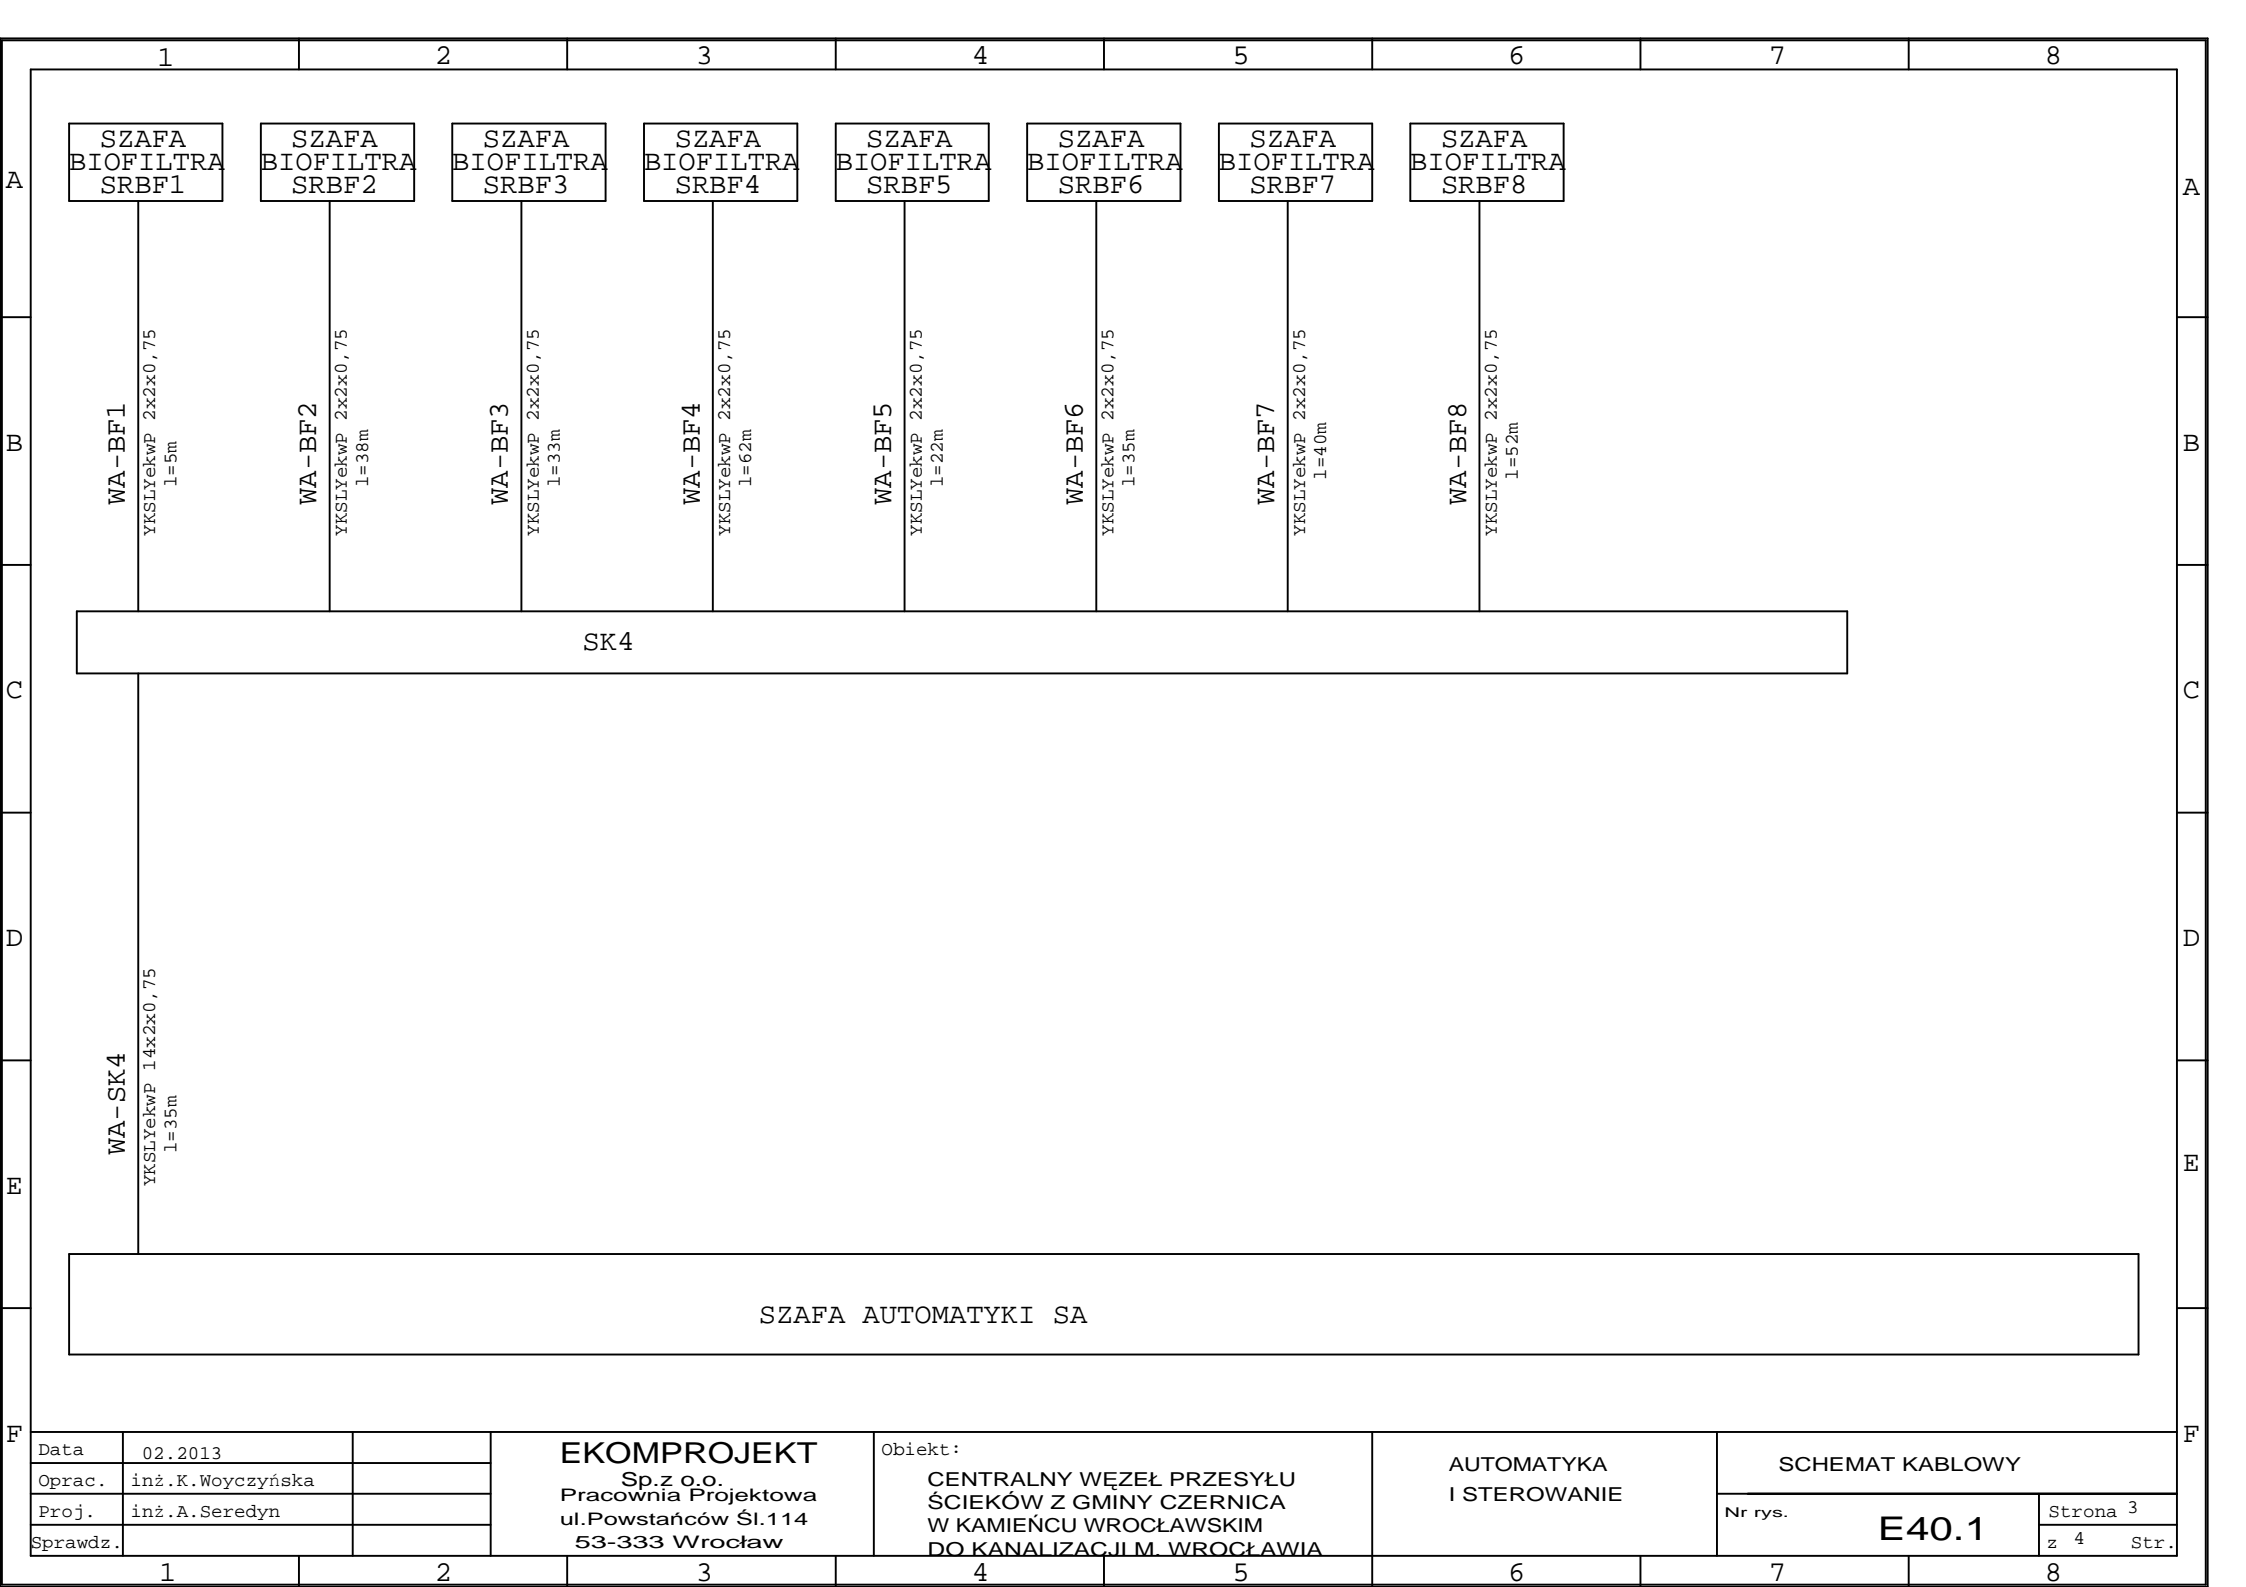 1 2 3 4 5 6 7 8
SZAFA
BIOFILTRA
SRBF1
SZAFA
BIOFILTRA
SRBF2
SZAFA
BIOFILTRA
SRBF3
SZAFA
BIOFILTRA
SRBF4
SZAFA
BIOFILTRA
SRBF5
SZAFA
BIOFILTRA
SRBF6
SZAFA
BIOFILTRA
SRBF7
SZAFA
BIOFILTRA
SRBF8
A
A
WA-BF1
YKSLYekwP 2x2x0,75
l=5m
WA-BF2
YKSLYekwP 2x2x0,75
l=38m
WA-BF3
YKSLYekwP 2x2x0,75
l=33m
WA-BF4
YKSLYekwP 2x2x0,75
l=62m
WA-BF5
YKSLYekwP 2x2x0,75
l=22m
WA-BF6
YKSLYekwP 2x2x0,75
l=35m
WA-BF7
YKSLYekwP 2x2x0,75
l=40m
WA-BF8
YKSLYekwP 2x2x0,75
l=52m
B
B
SK4
C
C
D
D
WA-SK4
YKSLYekwP 14x2x0,75
l=35m
E
E
SZAFA AUTOMATYKI SA
F
F
Data 02.2013
Oprac. inż.K.Woyczyńska
Proj. inż.A.Seredyn
Sprawdz.
EKOMPROJEKT
Sp.z o.o.
Pracownia Projektowa
ul.Powstańców Śl.114
53-333 Wrocław
Obiekt:
CENTRALNY WĘZEŁ PRZESYŁU
ŚCIEKÓW Z GMINY CZERNICA
W KAMIEŃCU WROCŁAWSKIM
DO KANALIZACJI M. WROCŁAWIA
AUTOMATYKA
I STEROWANIE
SCHEMAT KABLOWY
Nr rys.
E40.1
Strona 3
z 4 Str.
1 2 3 4 5 6 7 8